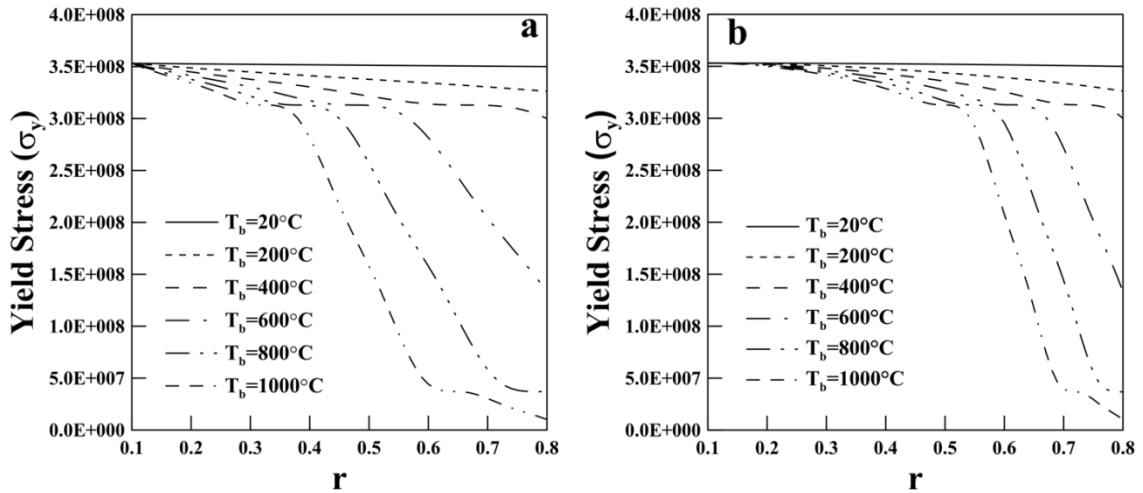 a
Yield Stress (σy)
4.0E+008
3.5E+008
3.0E+008
2.5E+008
2.0E+008
1.5E+008
1.0E+008
5.0E+007
0.0E+000
Tb=20°C
Tb=200°C
Tb=400°C
Tb=600°C
Tb=800°C
Tb=1000°C
0.1 0.2 0.3 0.4 0.5 0.6 0.7 0.8
r
b
Yield Stress (σy)
4.0E+008
3.5E+008
3.0E+008
2.5E+008
2.0E+008
1.5E+008
1.0E+008
5.0E+007
0.0E+000
Tb=20°C
Tb=200°C
Tb=400°C
Tb=600°C
Tb=800°C
Tb=1000°C
0.1 0.2 0.3 0.4 0.5 0.6 0.7 0.8
r